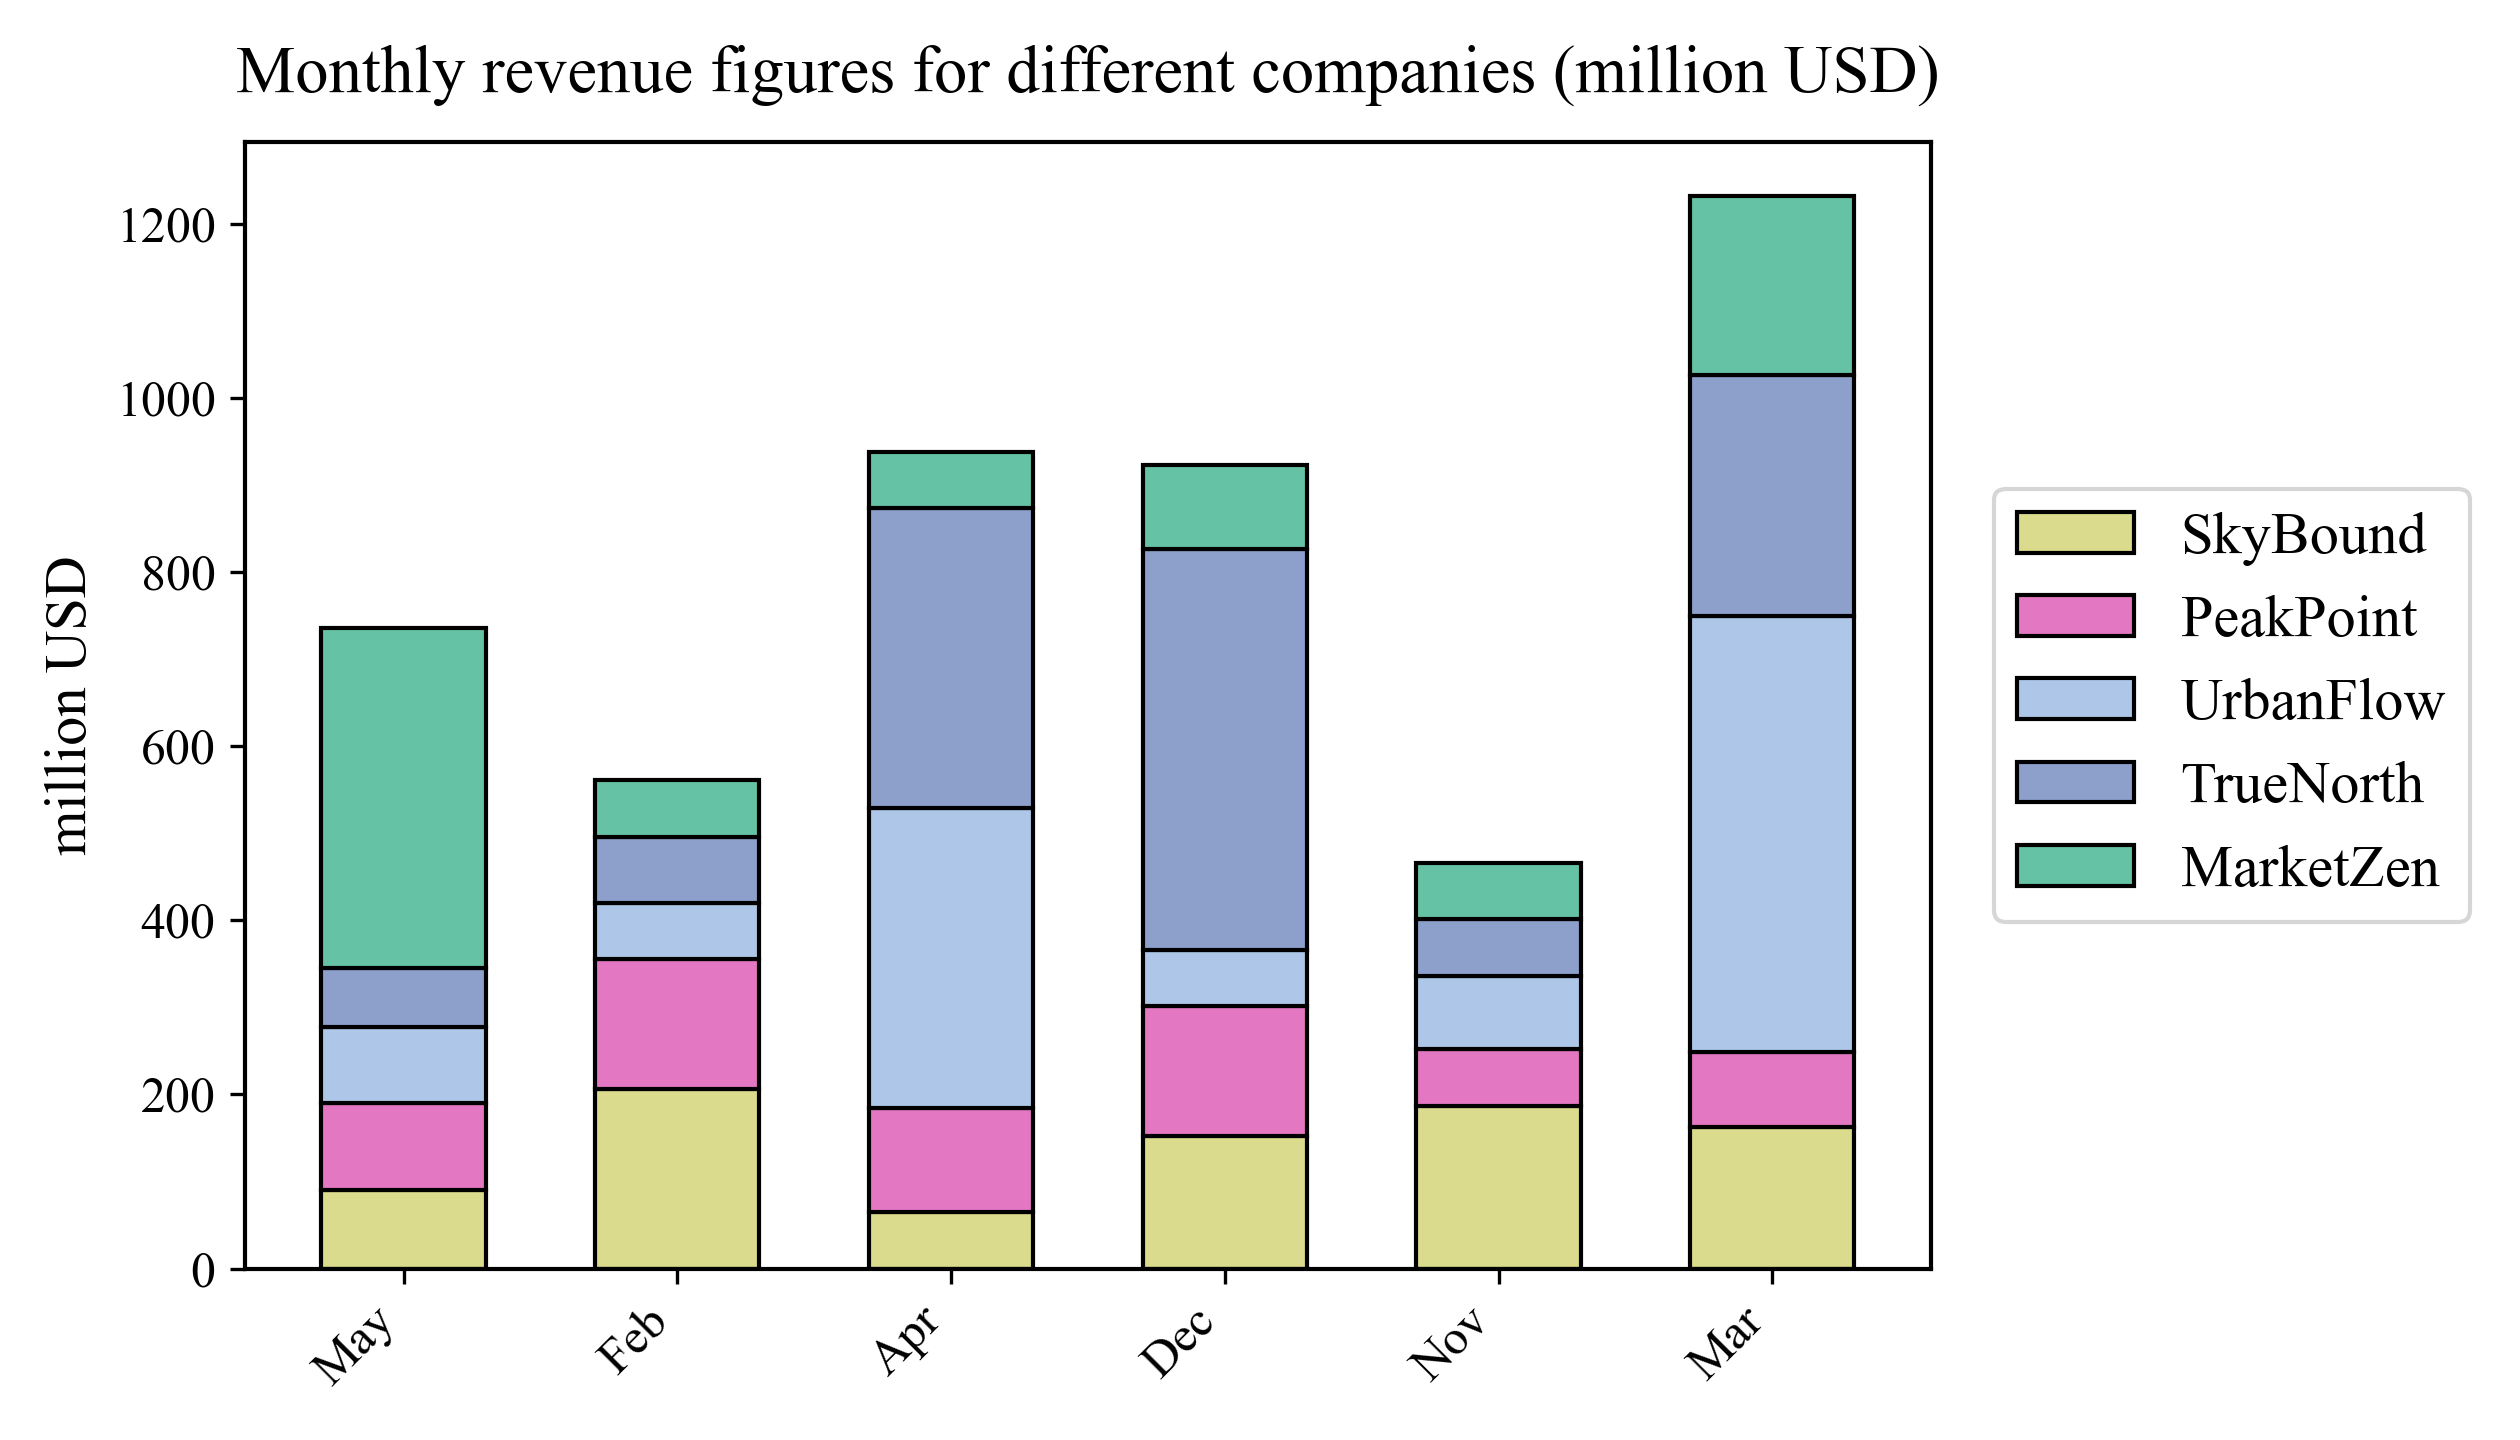 Monthly revenue figures for different companies (million USD)
million USD
1200
1000
800
600
400
200
0
May
Feb
Apr
Dec
Nov
Mar
SkyBound
PeakPoint
UrbanFlow
TrueNorth
MarketZen